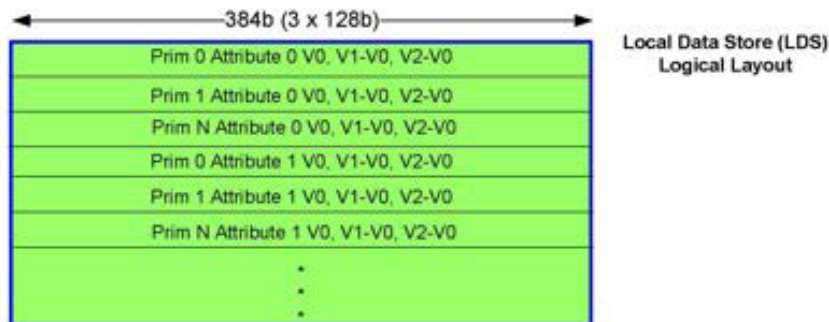 384b (3 x 128b)
Local Data Store (LDS)
Logical Layout
Prim 0 Attribute 0 V0, V1-V0, V2-V0
Prim 1 Attribute 0 V0, V1-V0, V2-V0
Prim N Attribute 0 V0, V1-V0, V2-V0
Prim 0 Attribute 1 V0, V1-V0, V2-V0
Prim 1 Attribute 1 V0, V1-V0, V2-V0
Prim N Attribute 1 V0, V1-V0, V2-V0